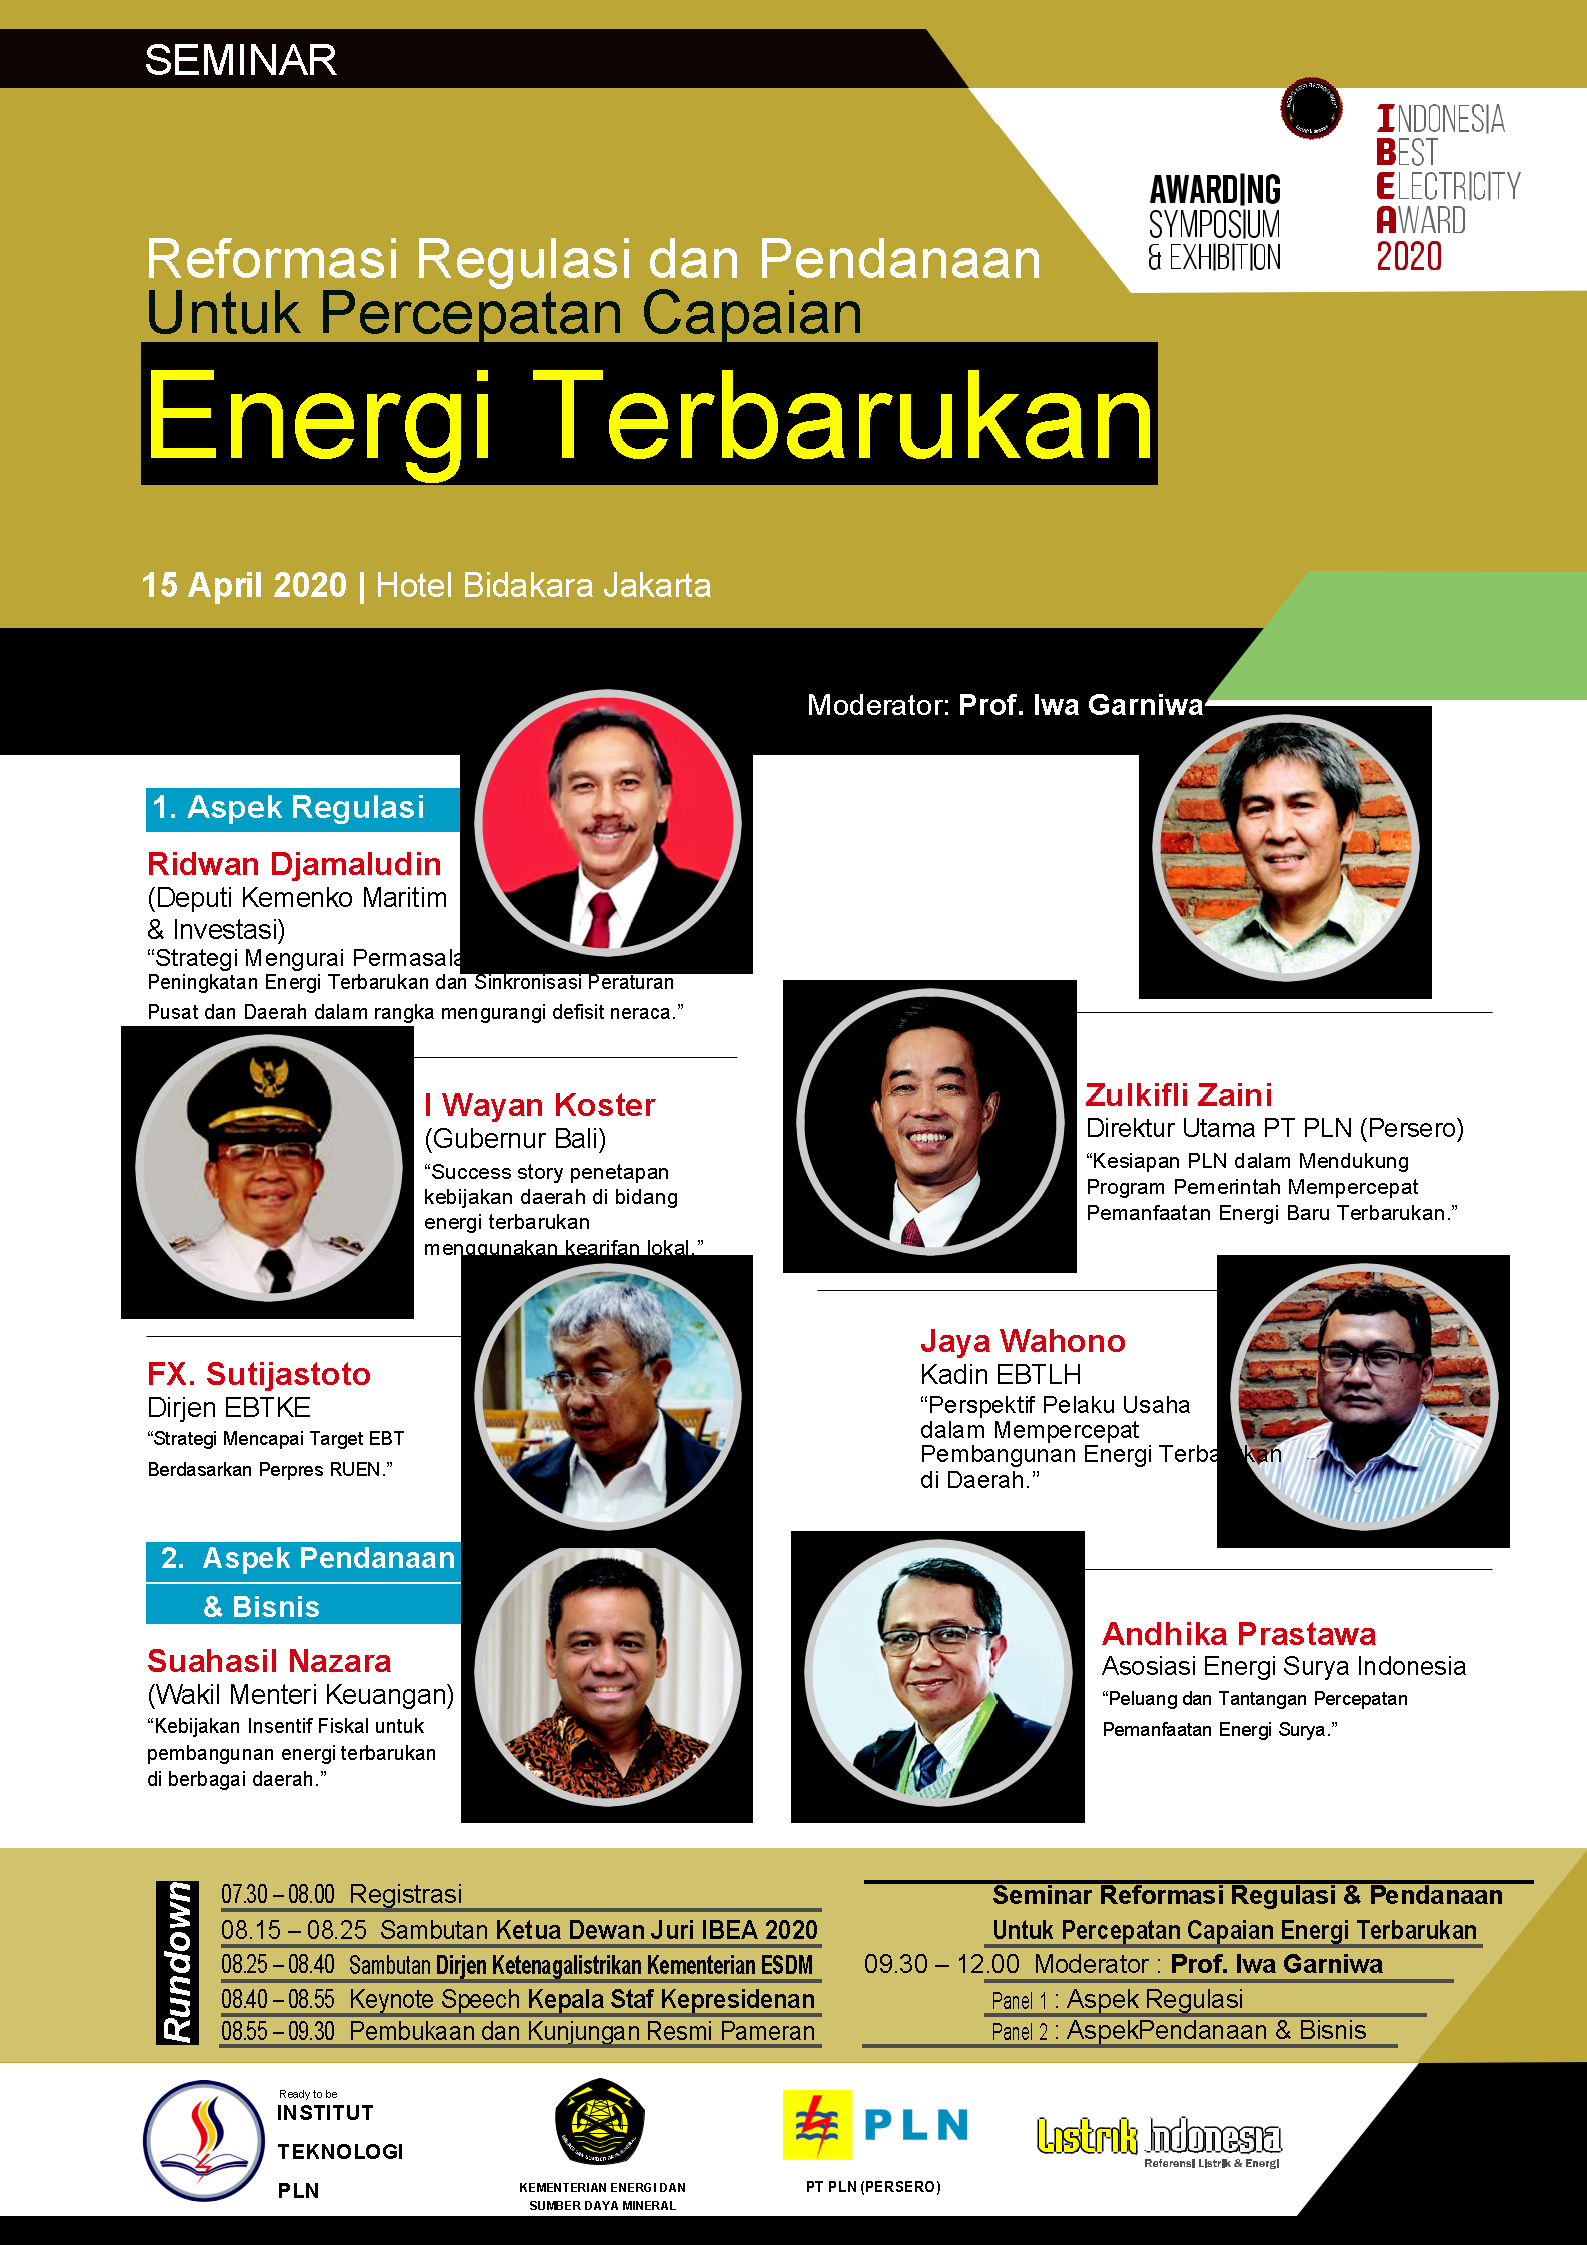 SEMINAR
AWARDING
SYMPOSIUM
& EXHIBITION
INDONESIA
BEST
ELECTRICITY
AWARD
2020
Reformasi Regulasi dan Pendanaan
Untuk Percepatan Capaian
Energi Terbarukan
15 April 2020 | Hotel Bidakara Jakarta
Moderator: Prof. Iwa Garniwa
1. Aspek Regulasi
Ridwan Djamaludin
(Deputi Kemenko Maritim
& Investasi)
“Strategi Mengurai
Peningkatan Energi Terbarukan dan Sinkronisasi Peraturan
Pusat dan Daerah dalam rangka mengurangi defisit neraca.”
I Wayan Koster
(Gubernur Bali)
“Success story penetapan
kebijakan daerah di bidang
energi terbarukan
menggunakan kearifan lokal.”
FX. Sutijastoto
Dirjen EBTKE
“Strategi Mencapai Target EBT
Berdasarkan Perpres RUEN.”
2. Aspek Pendanaan
& Bisnis
Suahasil Nazara
(Wakil Menteri Keuangan)
“Kebijakan Insentif Fiskal untuk
pembangunan energi terbarukan
di berbagai daerah.”
Zulkifli Zaini
Direktur Utama PT PLN (Persero)
“Kesiapan PLN dalam Mendukung
Program Pemerintah Mempercepat
Pemanfaatan Energi Baru Terbarukan.”
Jaya Wahono
Kadin EBTLH
“Perspektif Pelaku Usaha
dalam Mempercepat
Pembangunan Energi Terbarukan
di Daerah.”
Andhika Prastawa
Asosiasi Energi Surya Indonesia
“Peluang dan Tantangan Percepatan
Pemanfaatan Energi Surya.”
Rundown
07.30 – 08.00 Registrasi
08.15 – 08.25 Sambutan Ketua Dewan Juri IBEA 2020
08.25 – 08.40 Sambutan Dirjen Ketenagalistrikan Kementerian ESDM
08.40 – 08.55 Keynote Speech Kepala Staf Kepresidenan
08.55 – 09.30 Pembukaan dan Kunjungan Resmi Pameran
Seminar Reformasi Regulasi & Pendanaan
Untuk Percepatan Capaian Energi Terbarukan
09.30 – 12.00 Moderator : Prof. Iwa Garniwa
Panel 1 : Aspek Regulasi
Panel 2 : AspekPendanaan & Bisnis
Ready to be
INSTITUT
TEKNOLOGI
PLN
KEMENTERIAN ENERGI DAN
SUMBER DAYA MINERAL
PLN
PT PLN (PERSERO)
Listrik Indonesia
Referensi Listrik & Energi